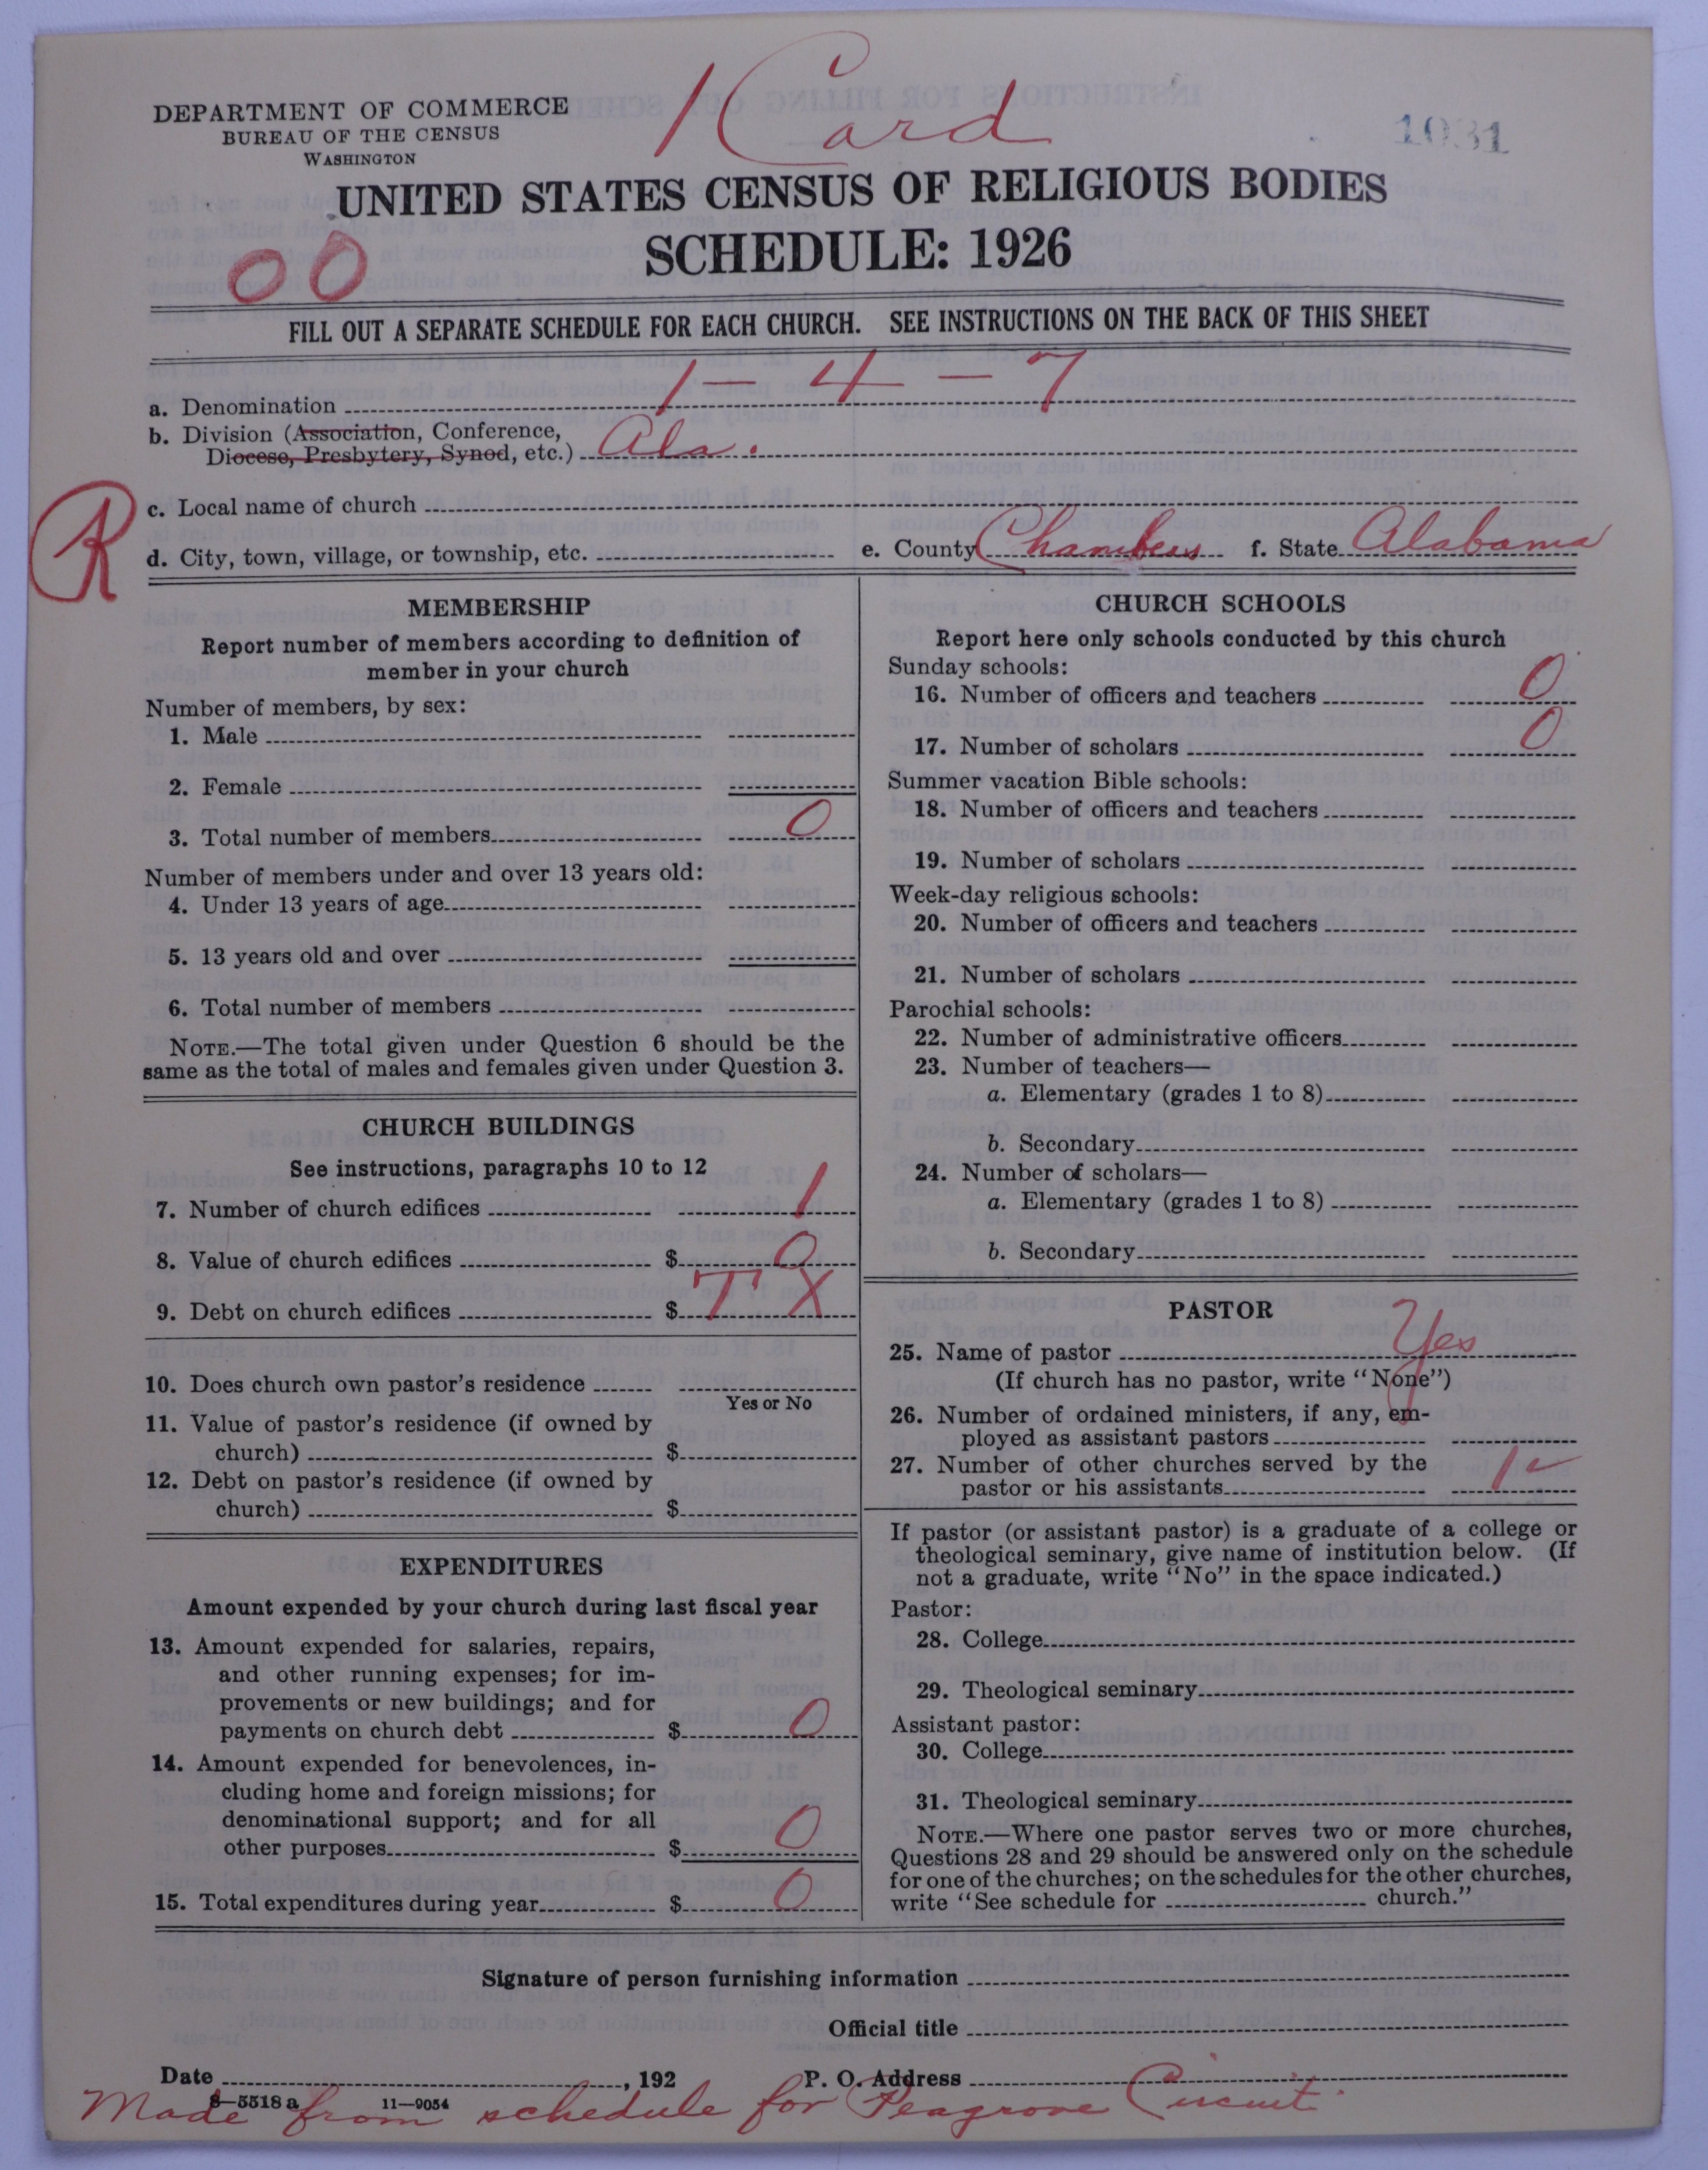 DEPARTMENT OF COMMERCE
BUREAU OF THE CENSUS
WASHINGTON
1 Card
1031
UNITED STATES CENSUS OF RELIGIOUS BODIES
SCHEDULE: 1926
00
FILL OUT A SEPARATE SCHEDULE FOR EACH CHURCH. SEE INSTRUCTIONS ON THE BACK OF THIS SHEET
a. Denomination 1 – 4 – 7
b. Division (Association, Conference,
Diocese, Presbytery, Synod, etc.) Ala.
R
c. Local name of church
d. City, town, village, or township, etc. e. County Chambers f. State Alabama
MEMBERSHIP
Report number of members according to definition of
member in your church
Number of members, by sex:
1. Male
2. Female
3. Total number of members 0
Number of members under and over 13 years old:
4. Under 13 years of age
5. 13 years old and over
6. Total number of members
NOTE.—The total given under Question 6 should be the
same as the total of males and females given under Question 3.
CHURCH BUILDINGS
See instructions, paragraphs 10 to 12
7. Number of church edifices 1
8. Value of church edifices $ 0
9. Debt on church edifices $ T X
10. Does church own pastor's residence
Yes or No
11. Value of pastor's residence (if owned by
church) $
12. Debt on pastor's residence (if owned by
church) $
EXPENDITURES
Amount expended by your church during last fiscal year
13. Amount expended for salaries, repairs,
and other running expenses; for im-
provements or new buildings; and for
payments on church debt $ 0
14. Amount expended for benevolences, in-
cluding home and foreign missions; for
denominational support; and for all
other purposes $ 0
15. Total expenditures during year $ 0
CHURCH SCHOOLS
Report here only schools conducted by this church
Sunday schools:
16. Number of officers and teachers 0
17. Number of scholars 0
Summer vacation Bible schools:
18. Number of officers and teachers
19. Number of scholars
Week-day religious schools:
20. Number of officers and teachers
21. Number of scholars
Parochial schools:
22. Number of administrative officers
23. Number of teachers—
a. Elementary (grades 1 to 8)
b. Secondary
24. Number of scholars—
a. Elementary (grades 1 to 8)
b. Secondary
PASTOR
25. Name of pastor Yes
(If church has no pastor, write "None")
26. Number of ordained ministers, if any, em-
ployed as assistant pastors
27. Number of other churches served by the
pastor or his assistants 1
If pastor (or assistant pastor) is a graduate of a college or
theological seminary, give name of institution below. (If
not a graduate, write "No" in the space indicated.)
Pastor:
28. College
29. Theological seminary
Assistant pastor:
30. College
31. Theological seminary
NOTE.—Where one pastor serves two or more churches,
Questions 28 and 29 should be answered only on the schedule
for one of the churches; on the schedules for the other churches,
write "See schedule for church."
Signature of person furnishing information
Official title
Date , 192 P. O. Address
8—5518 a 11—9054
Made from schedule for Peagrove Circuit